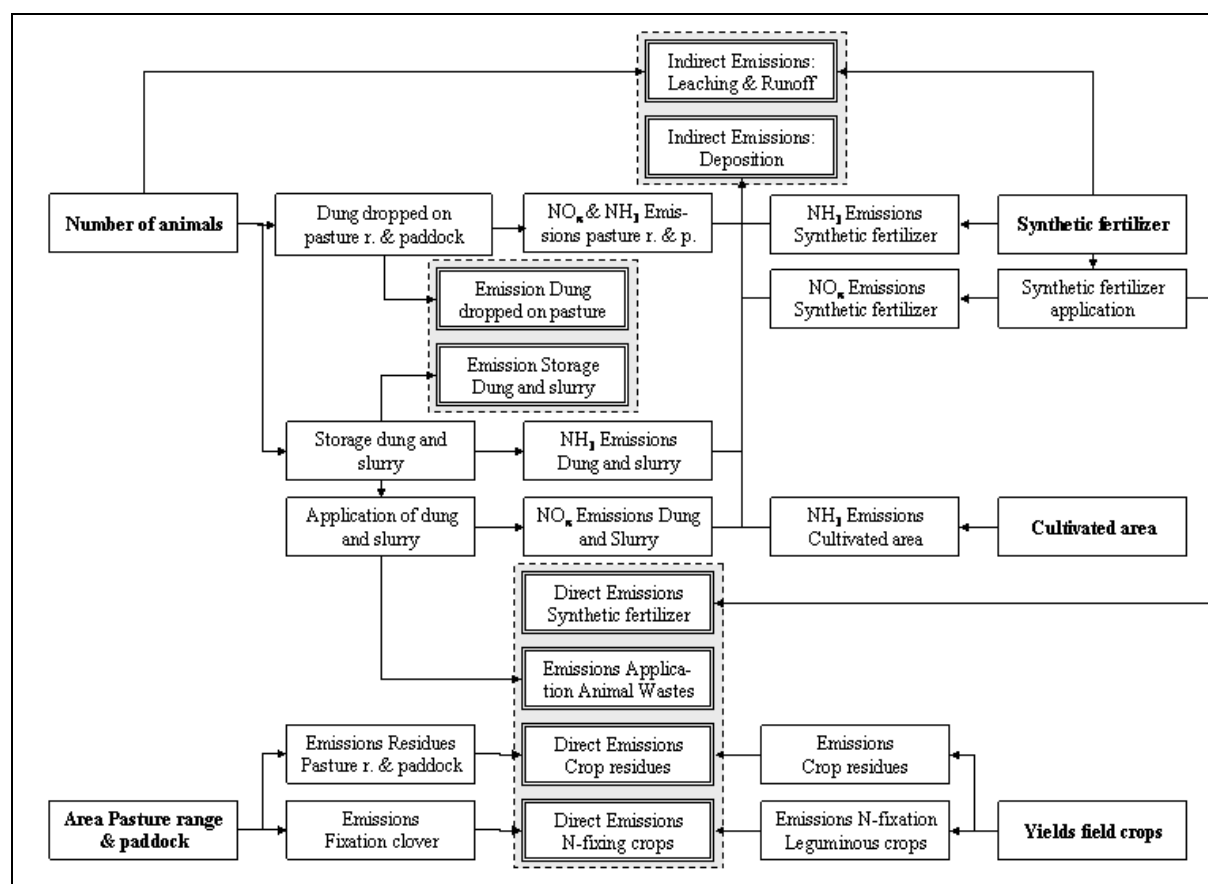 Indirect Emissions:
Leaching & Runoff
Indirect Emissions:
Deposition
Number of animals
Dung dropped on
pasture r. & paddock
NOx & NH3 Emis-
sions pasture r. & p.
NH3 Emissions
Synthetic fertilizer
Synthetic fertilizer
Emission Dung
dropped on pasture
NOx Emissions
Synthetic fertilizer
Synthetic fertilizer
application
Emission Storage
Dung and slurry
Storage dung and
slurry
NH3 Emissions
Dung and slurry
Application of dung
and slurry
NOx Emissions Dung
and Slurry
NH3 Emissions
Cultivated area
Cultivated area
Direct Emissions
Synthetic fertilizer
Emissions Applica-
tion Animal Wastes
Emissions Residues
Pasture r. & paddock
Direct Emissions
Crop residues
Emissions
Crop residues
Area Pasture range
& paddock
Emissions
Fixation clover
Direct Emissions
N-fixing crops
Emissions N-fixation
Leguminous crops
Yields field crops